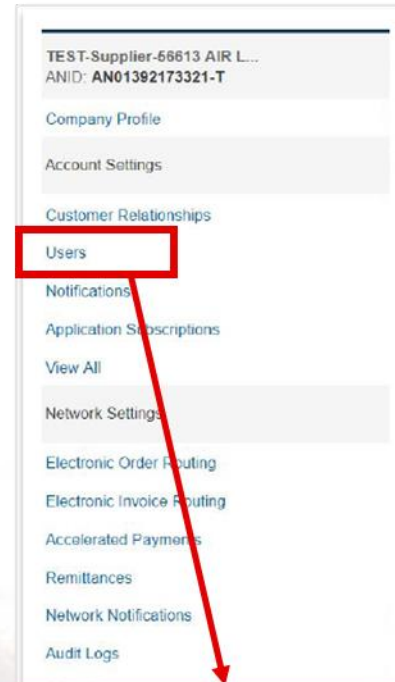 TEST-Supplier-56613 AIR L...
ANID: AN01392173321-T
Company Profile
Account Settings
Customer Relationships
Users
Notifications
Application Subscriptions
View All
Network Settings
Electronic Order Routing
Electronic Invoice Routing
Accelerated Payments
Remittances
Network Notifications
Audit Logs